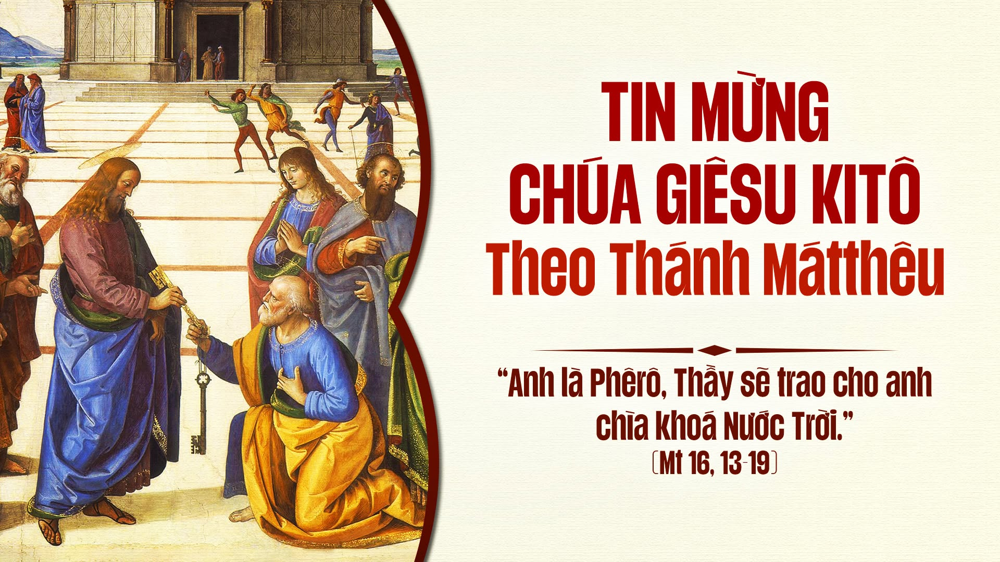 TIN MỪNG
CHÚA GIÊSU KITÔ
Theo Thánh Mátthêu
“Anh là Phêrô, Thầy sẽ trao cho anh
chìa khoá Nước Trời.”
(Mt 16, 13-19)